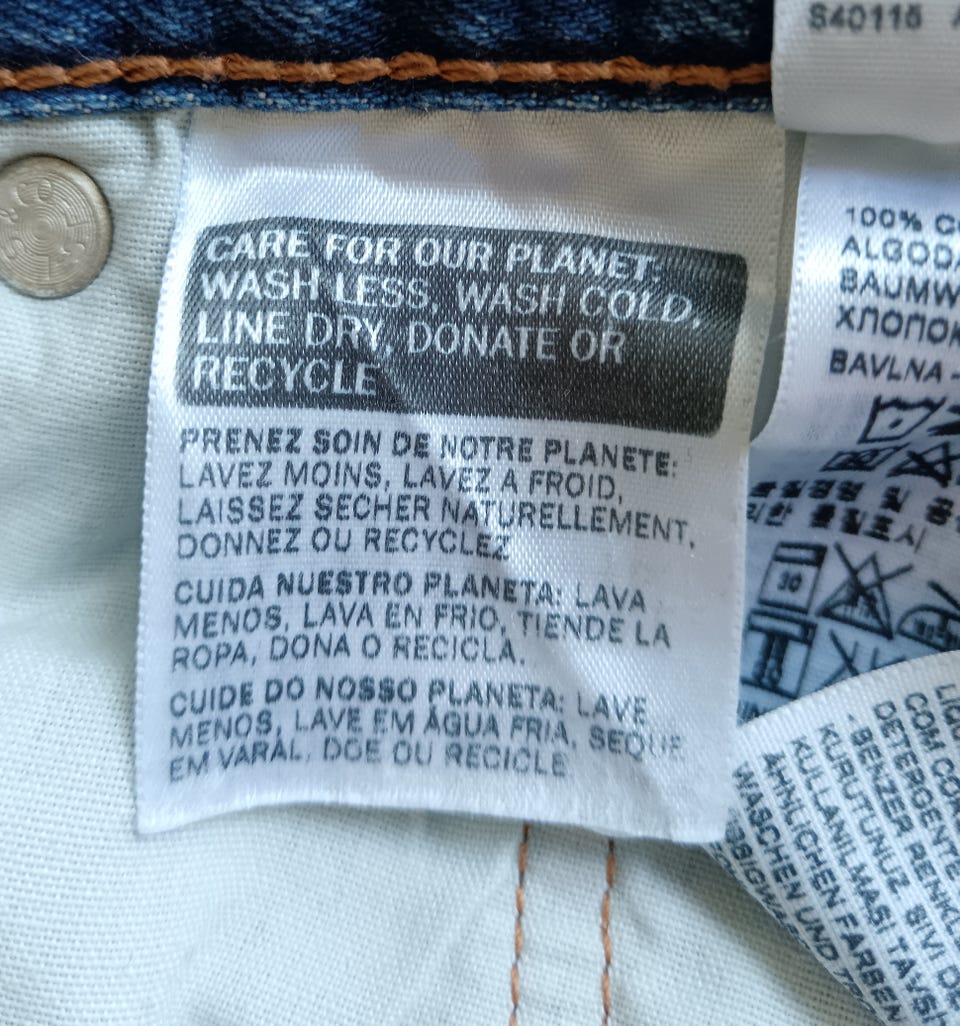 S40115
CARE FOR OUR PLANET:
WASH LESS, WASH COLD,
LINE DRY, DONATE OR
RECYCLE
PRENEZ SOIN DE NOTRE PLANETE:
LAVEZ MOINS, LAVEZ A FROID,
LAISSEZ SECHER NATURELLEMENT,
DONNEZ OU RECYCLEZ
CUIDA NUESTRO PLANETA: LAVA
MENOS, LAVA EN FRIO, TIENDE LA
ROPA, DONA O RECICLA.
CUIDE DO NOSSO PLANETA: LAVE
MENOS, LAVE EM ÁGUA FRIA, SEQUE
EM VARAL, DOE OU RECICLE
100%
BAVLNA -
30
COM
DETERGENTE
- BENZER
KURUTUNUZ. SIVI
KULLANILMASI
ÄHNLICHEN FARBEN
WASCHEN UND